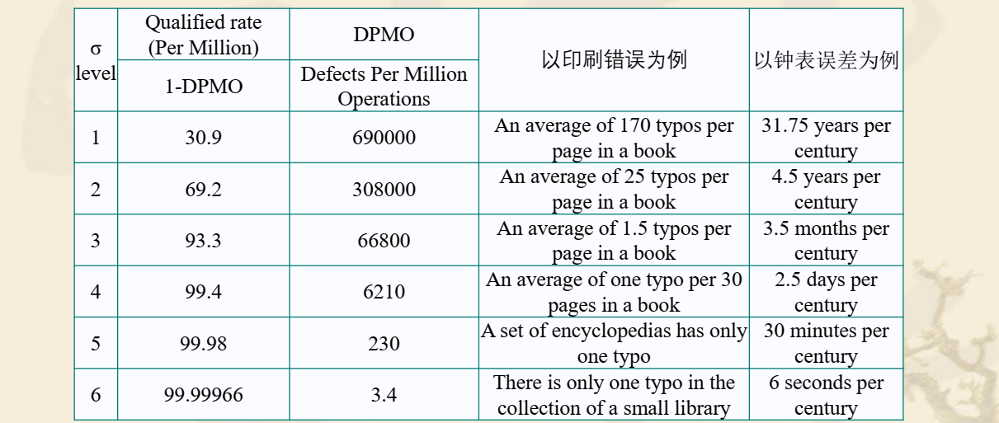 σ
level
Qualified rate
(Per Million)
1-DPMO
DPMO
Defects Per Million
Operations
以印刷错误为例
以钟表误差为例
1
30.9
690000
An average of 170 typos per
page in a book
31.75 years per
century
2
69.2
308000
An average of 25 typos per
page in a book
4.5 years per
century
3
93.3
66800
An average of 1.5 typos per
page in a book
3.5 months per
century
4
99.4
6210
An average of one typo per 30
pages in a book
2.5 days per
century
5
99.98
230
A set of encyclopedias has only
one typo
30 minutes per
century
6
99.99966
3.4
There is only one typo in the
collection of a small library
6 seconds per
century